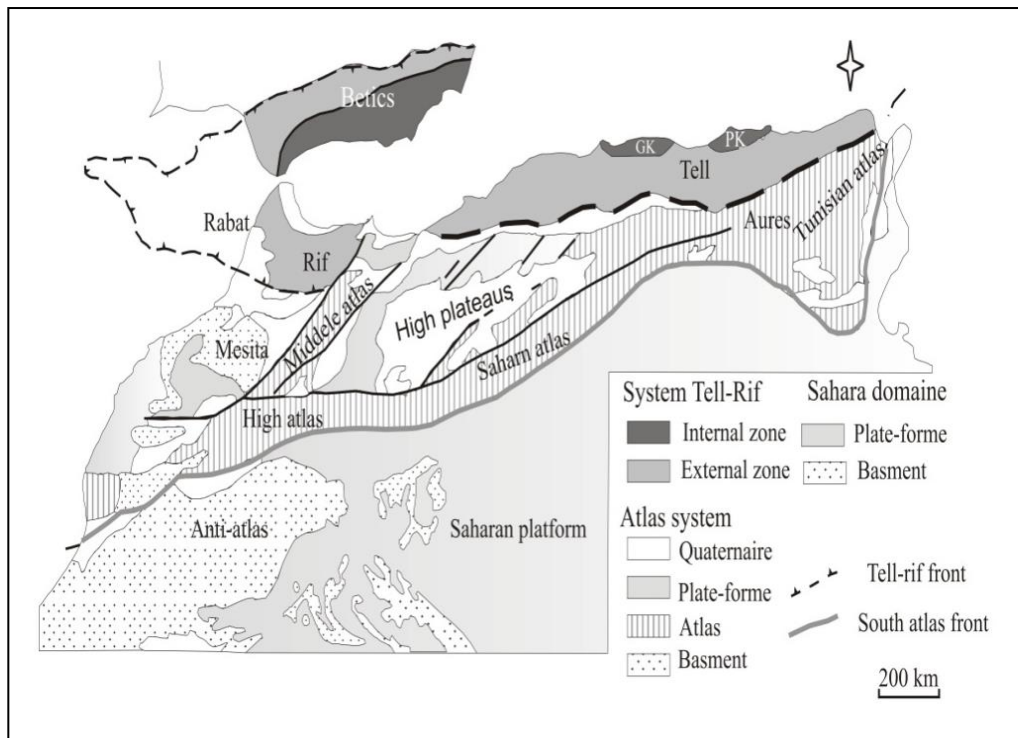 Betics
GK
PK
Tell
Tunisian atlas
Rabat
Rif
Aures
Middele atlas
High plateaus
Mesita
Saharn atlas
High atlas
Anti-atlas
Saharan platform
System Tell-Rif
Internal zone
External zone
Sahara domaine
Plate-forme
Basment
Atlas system
Quaternaire
Plate-forme
Atlas
Basment
Tell-rif front
South atlas front
200 km